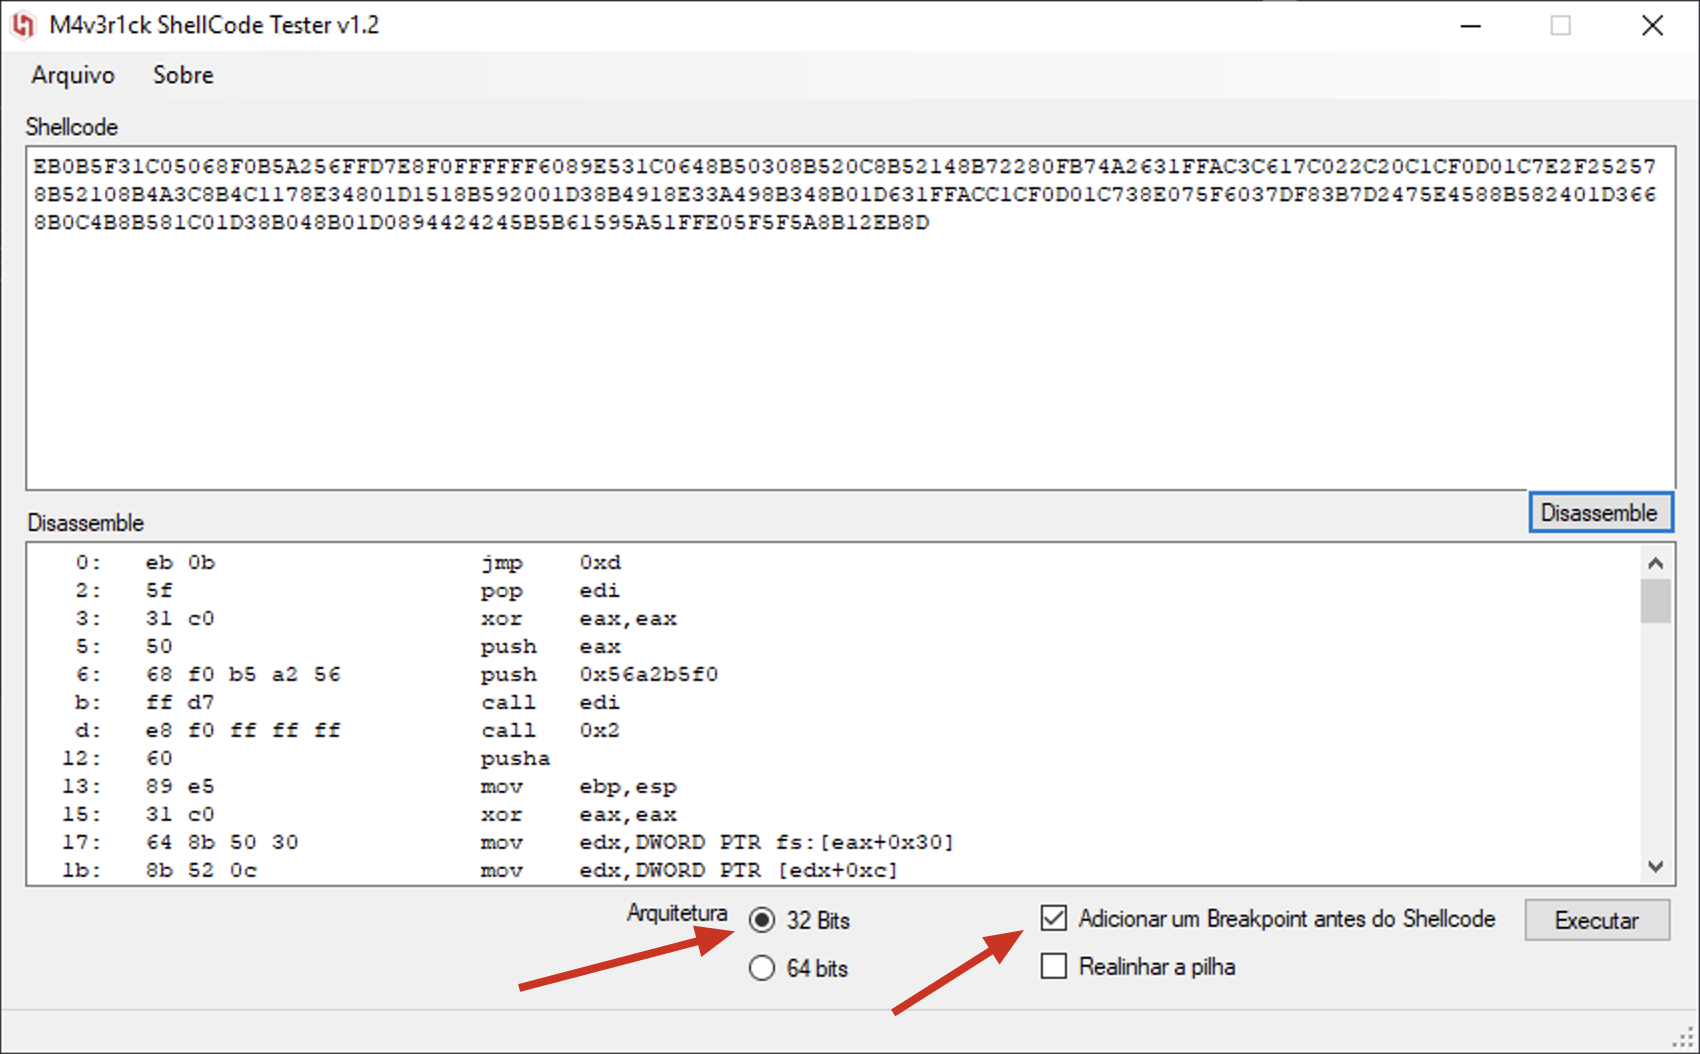 M4v3r1ck ShellCode Tester v1.2
Arquivo Sobre
Shellcode
EB0B5F31C05068F0B5A256FFD7E8F0FFFFFF6089E531C0648B50308B520C8B52148B72280FB74A2631FFAC3C617C022C20C1CF0D01C7E2F25257
8B52108B4A3C8B4C1178E34801D1518B592001D38B4918E33A498B348B01D631FFACC1CF0D01C738E075F6037DF83B7D2475E4588B582401D366
8B0C4B8B581C01D38B048B01D0894424245B5B61595A51FFE05F5F5A8B12EB8D
Disassemble
Disassemble
0: eb 0b jmp 0xd
2: 5f pop edi
3: 31 c0 xor eax,eax
5: 50 push eax
6: 68 f0 b5 a2 56 push 0x56a2b5f0
b: ff d7 call edi
d: e8 f0 ff ff ff call 0x2
12: 60 pusha
13: 89 e5 mov ebp,esp
15: 31 c0 xor eax,eax
17: 64 8b 50 30 mov edx,DWORD PTR fs:[eax+0x30]
1b: 8b 52 0c mov edx,DWORD PTR [edx+0xc]
Arquitetura 32 Bits Adicionar um Breakpoint antes do Shellcode Executar
64 bits Realinhar a pilha